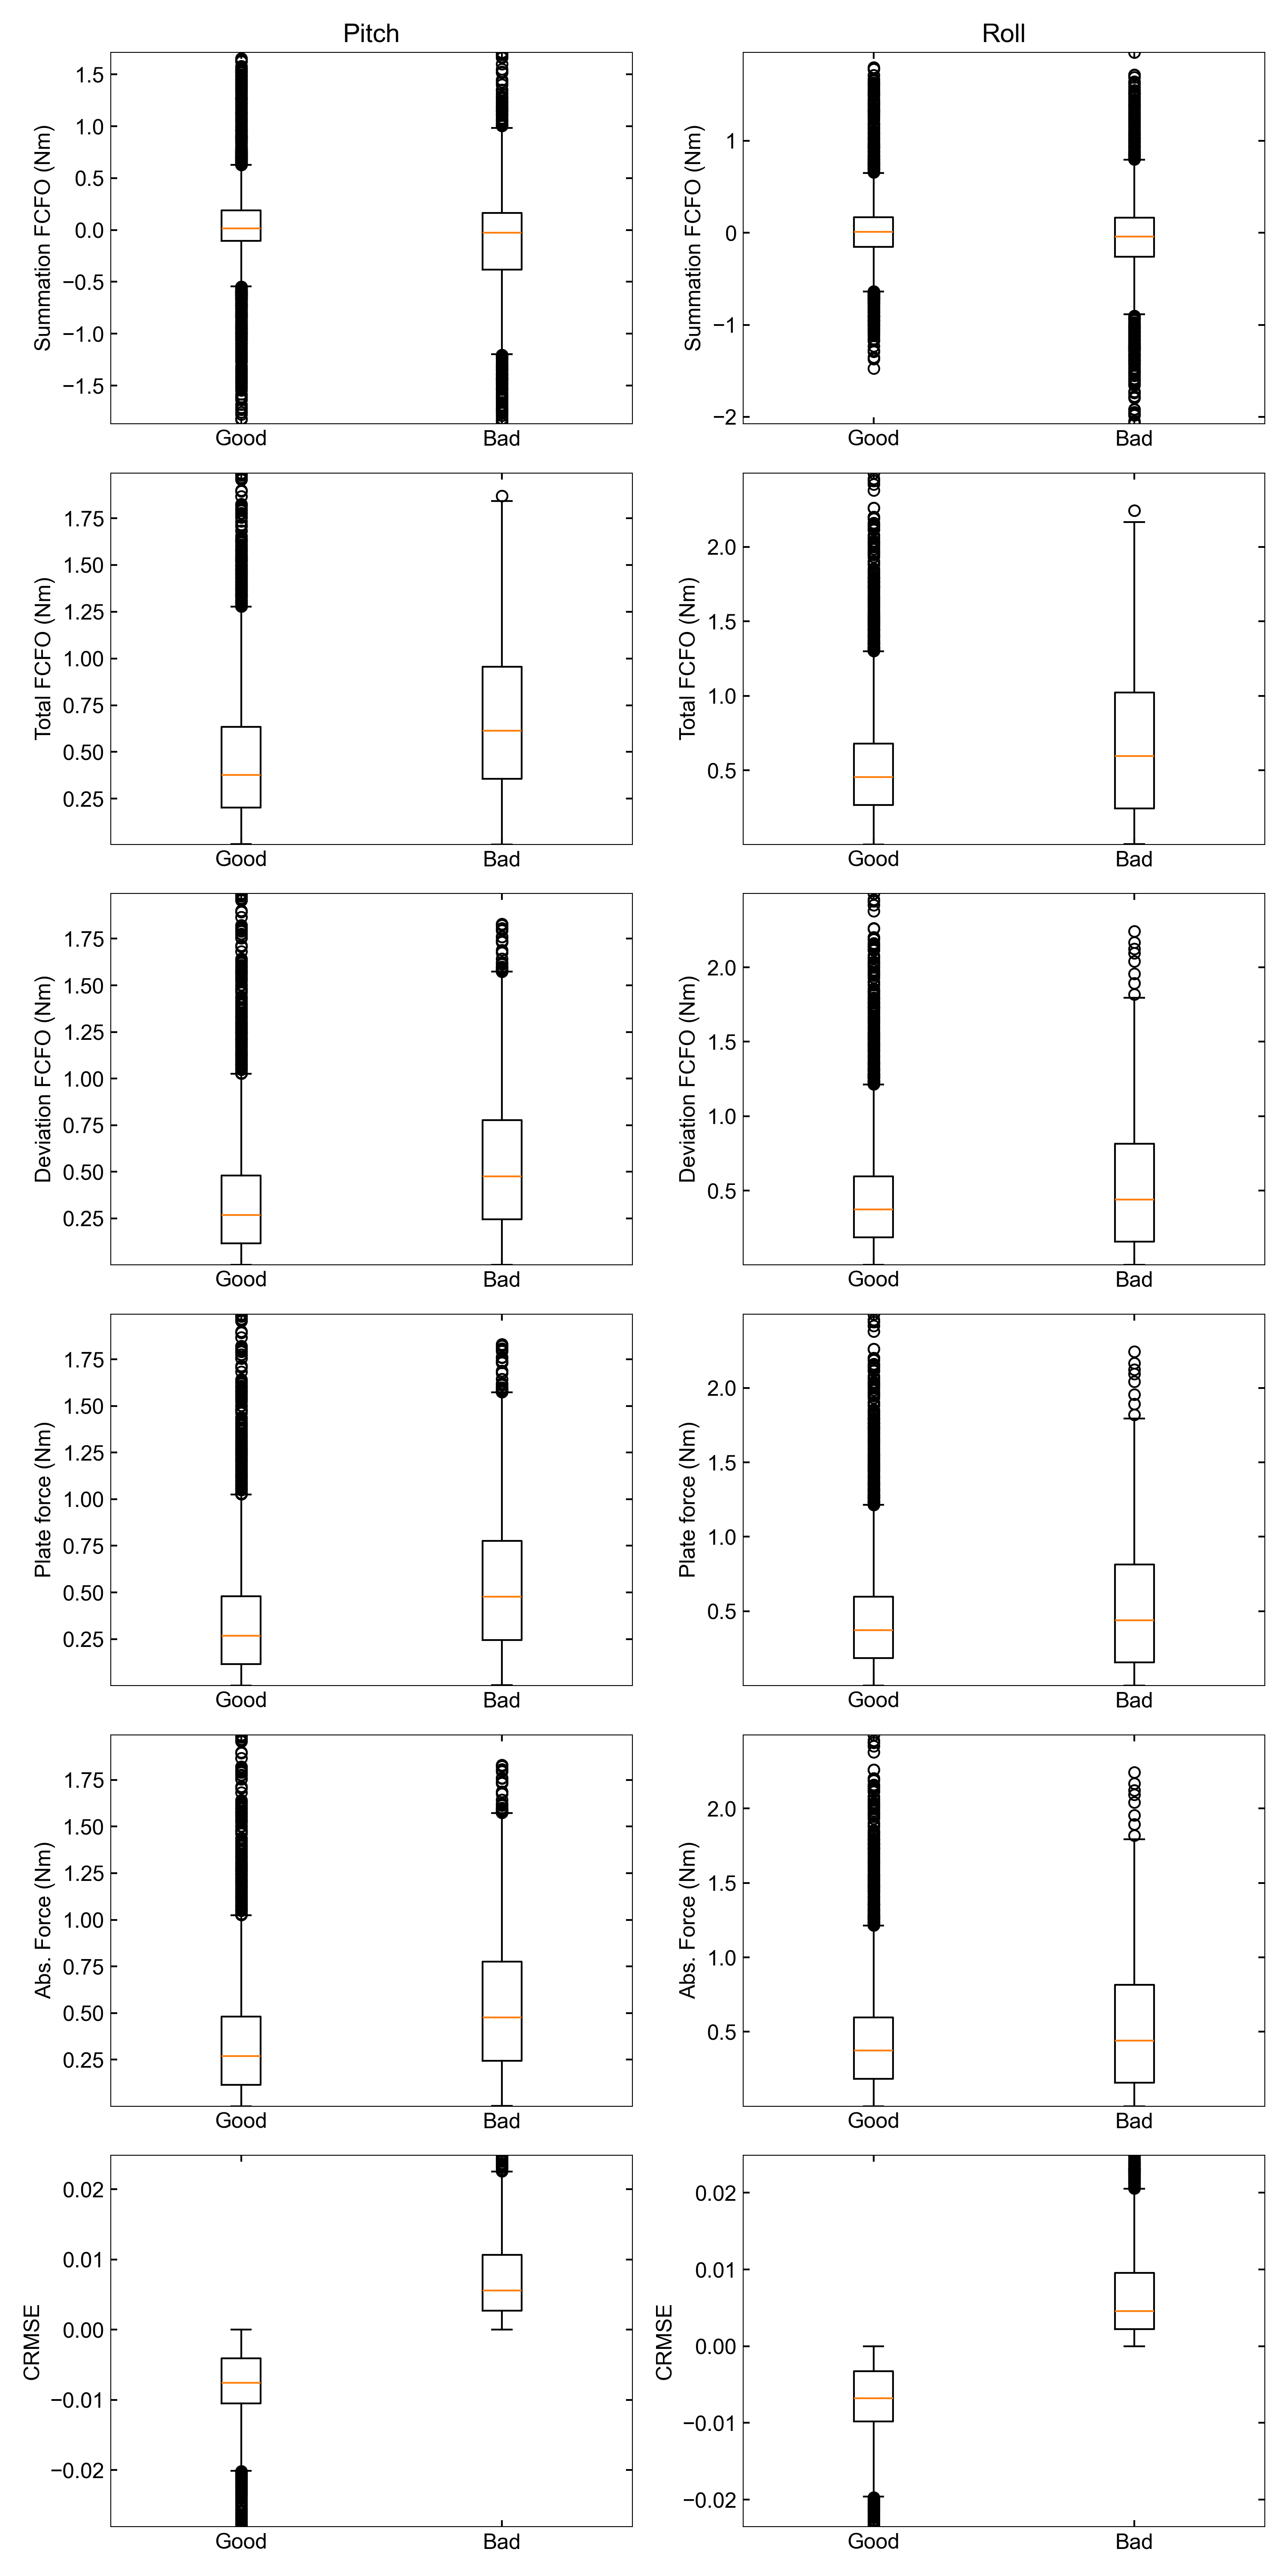 Pitch
Roll
Summation FCFO (Nm)
1.5
1.0
0.5
0.0
−0.5
−1.0
−1.5
Good
Bad
Summation FCFO (Nm)
1
0
−1
−2
Good
Bad
Total FCFO (Nm)
1.75
1.50
1.25
1.00
0.75
0.50
0.25
Good
Bad
Total FCFO (Nm)
2.0
1.5
1.0
0.5
Good
Bad
Deviation FCFO (Nm)
1.75
1.50
1.25
1.00
0.75
0.50
0.25
Good
Bad
Deviation FCFO (Nm)
2.0
1.5
1.0
0.5
Good
Bad
Plate force (Nm)
1.75
1.50
1.25
1.00
0.75
0.50
0.25
Good
Bad
Plate force (Nm)
2.0
1.5
1.0
0.5
Good
Bad
Abs. Force (Nm)
1.75
1.50
1.25
1.00
0.75
0.50
0.25
Good
Bad
Abs. Force (Nm)
2.0
1.5
1.0
0.5
Good
Bad
CRMSE
0.02
0.01
0.00
−0.01
−0.02
Good
Bad
CRMSE
0.02
0.01
0.00
−0.01
−0.02
Good
Bad